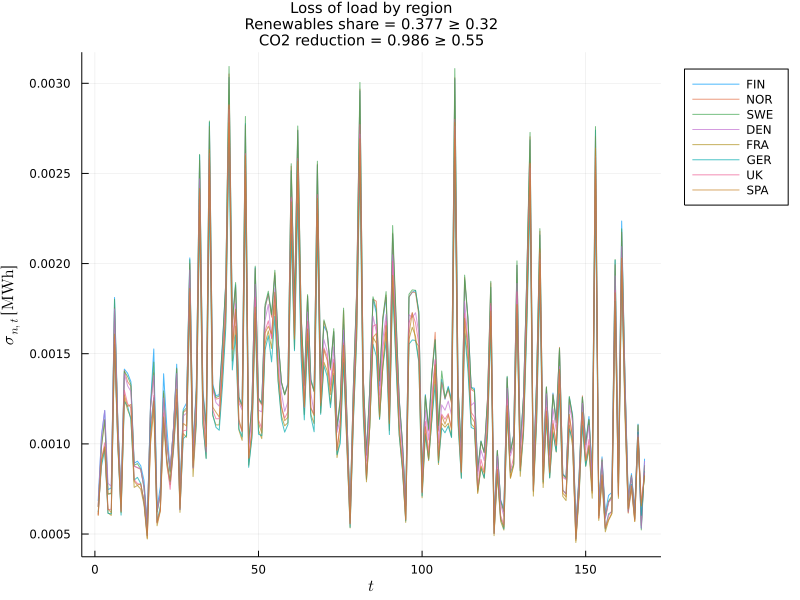 Loss of load by region
Renewables share = 0.377 ≥ 0.32
CO2 reduction = 0.986 ≥ 0.55
0.0030
0.0025
0.0020
0.0015
0.0010
0.0005
σn,t [MWh]
0
50
100
150
t
FIN
NOR
SWE
DEN
FRA
GER
UK
SPA